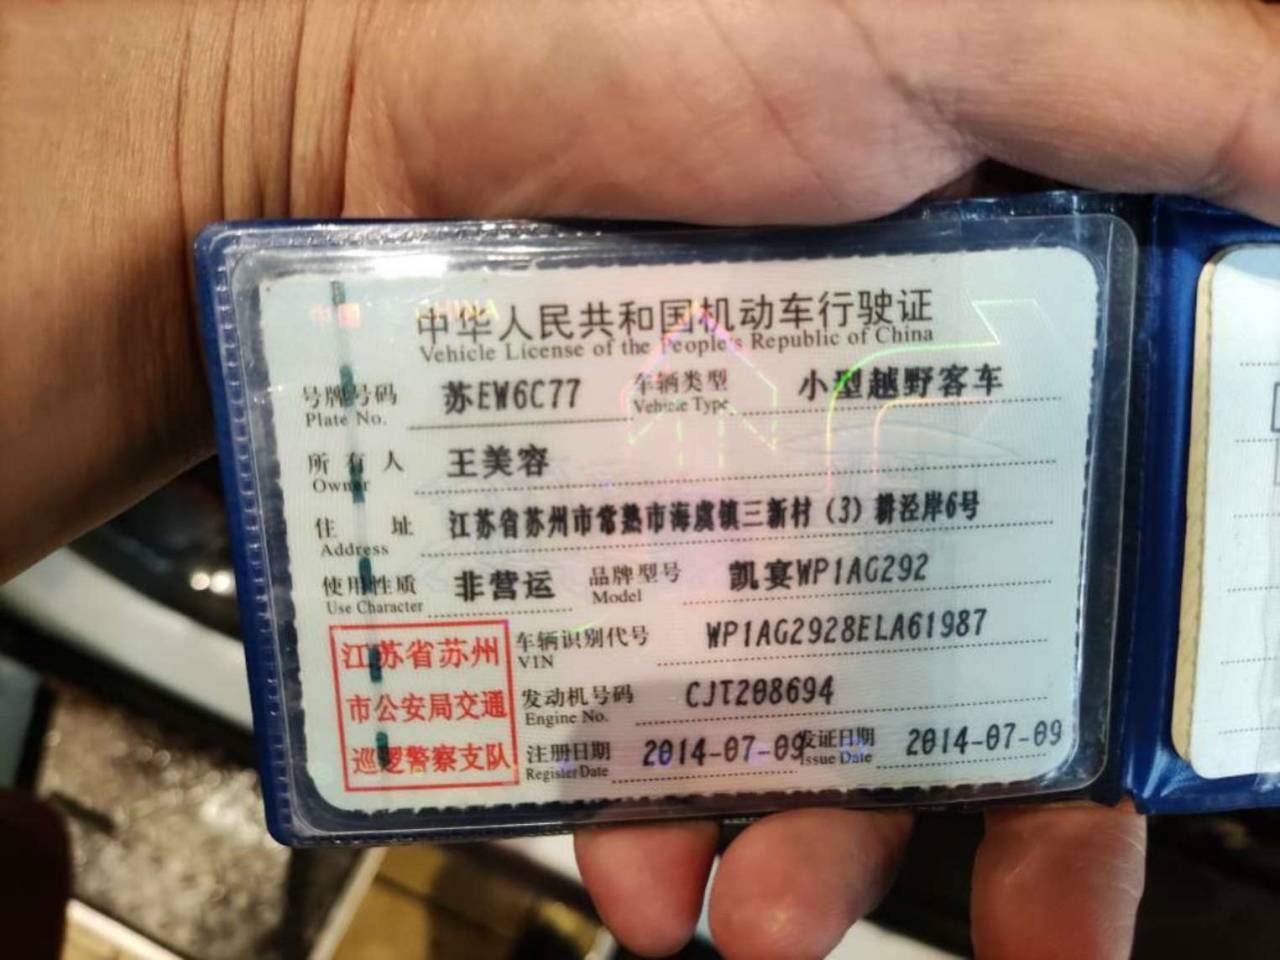 中华人民共和国机动车行驶证
Vehicle License of the People's Republic of China
号牌号码 苏EW6C77 车辆类型 小型越野客车
Plate No. Vehicle Type
所有人 王美容
Owner
住址 江苏省苏州市常熟市海虞镇三新村（3）耕泾岸6号
Address
使用性质 非营运 品牌型号 凯宴WP1AG292
Use Character Model
江苏省苏州
市公安局交通
巡逻警察支队
车辆识别代号 WP1AG2928ELA61987
VIN
发动机号码 CJT208694
Engine No.
注册日期 2014-07-09 发证日期 2014-07-09
Register Date Issue Date